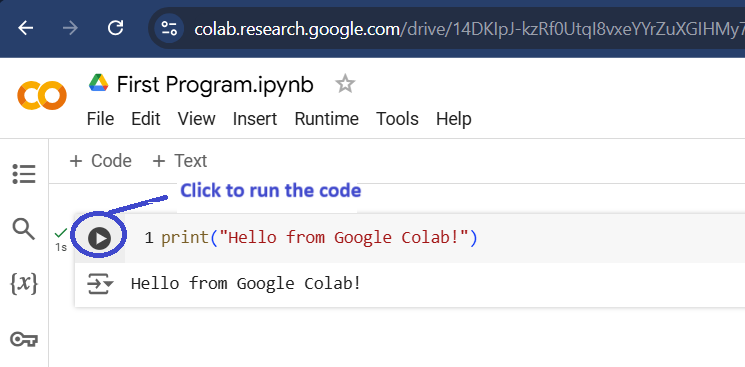 colab.research.google.com/drive/14DKIpJ-kzRf0UtqI8vxeYYrZuXGIHMy7
First Program.ipynb
File Edit View Insert Runtime Tools Help
+ Code + Text
Click to run the code
1s
1 print("Hello from Google Colab!")
Hello from Google Colab!
{x}